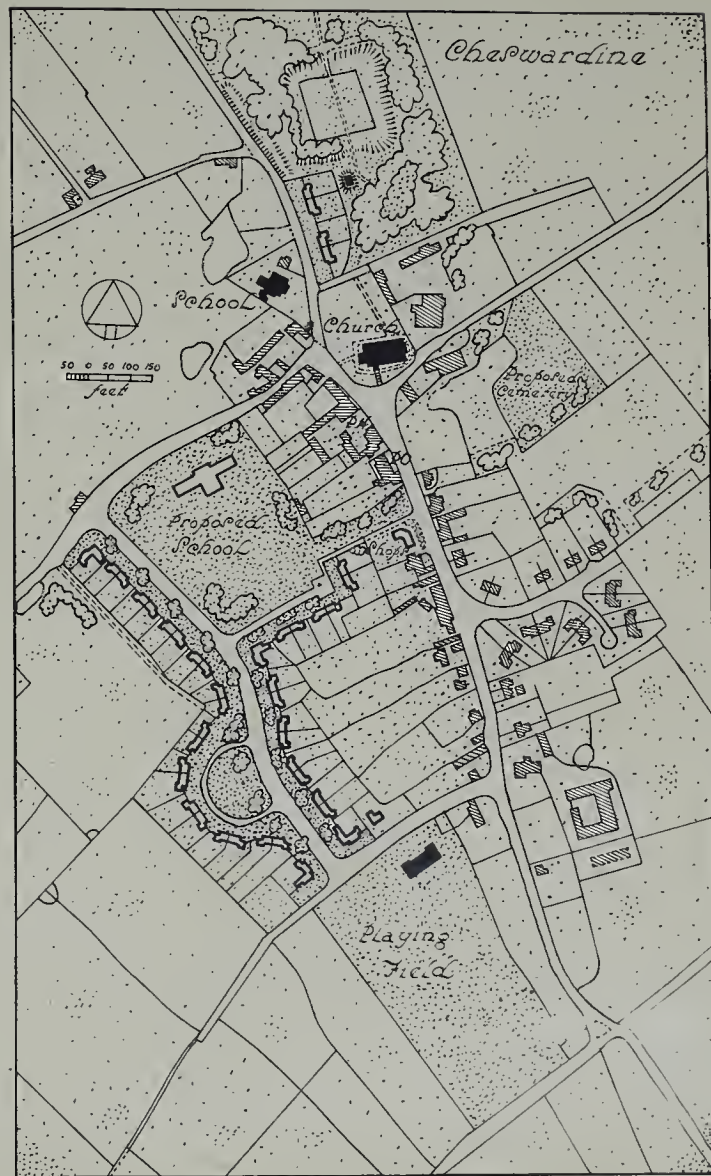 Cheswardine
School
Church
50 0 50 100 150
feet
Proposed
Cemetery
P.H.
P.O.
Proposed
School
Shops
Playing
Field